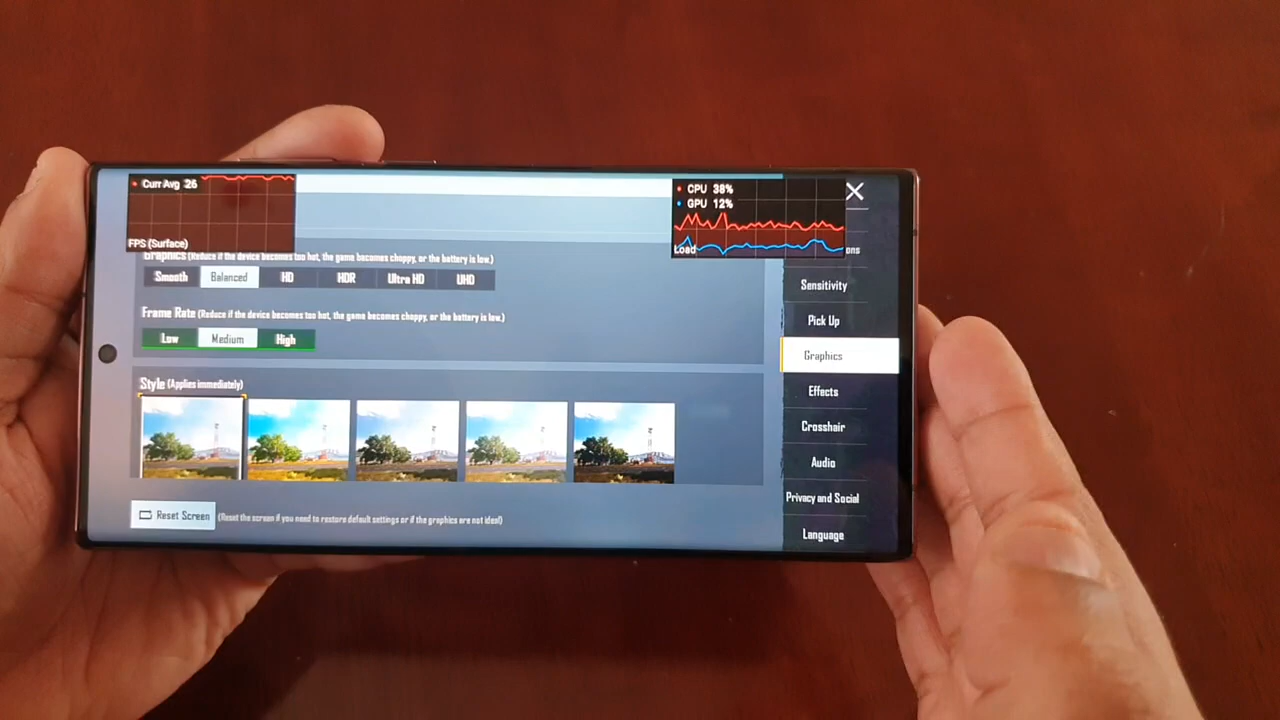 Curr Avg 26
FPS (Surface)
CPU 38%
GPU 12%
Load
Graphics (Reduce if the device becomes too hot, the game becomes choppy, or the battery is low.)
Smooth Balanced HD HDR Ultra HD UHD
Frame Rate (Reduce if the device becomes too hot, the game becomes choppy, or the battery is low.)
Low Medium High
Style (Applies immediately)
Reset Screen (Reset the screen if you need to restore default settings or if the graphics are not ideal)
Sensitivity
Pick Up
Graphics
Effects
Crosshair
Audio
Privacy and Social
Language